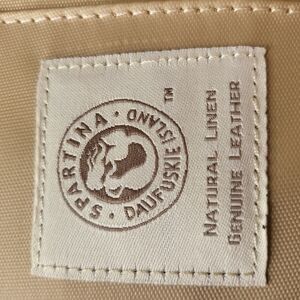 SPARTINA · DAUFUSKIE ISLAND ·
TM
NATURAL LINEN
GENUINE LEATHER